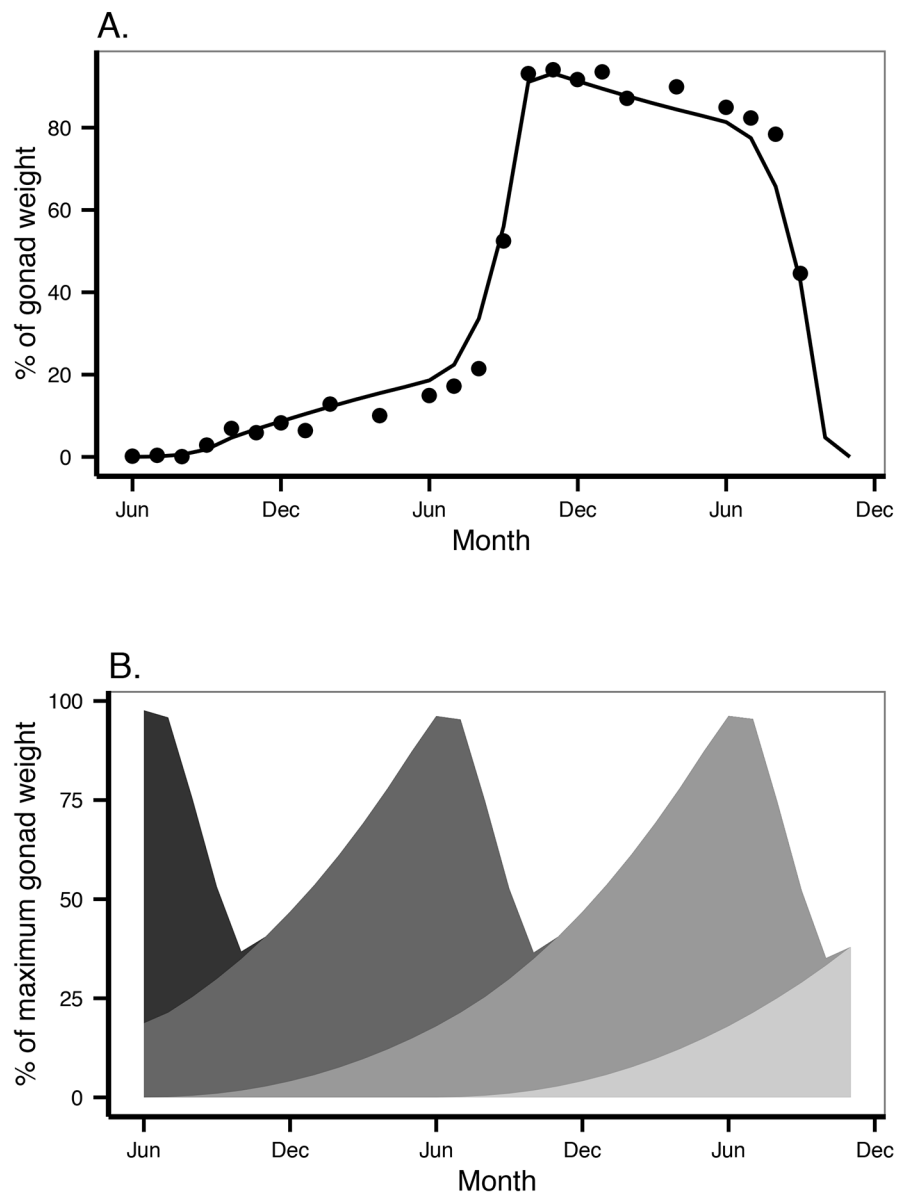 A.
% of gonad weight
80
60
40
20
0
Jun Dec Jun Dec Jun Dec
Month
B.
% of maximum gonad weight
100
75
50
25
0
Jun Dec Jun Dec Jun Dec
Month